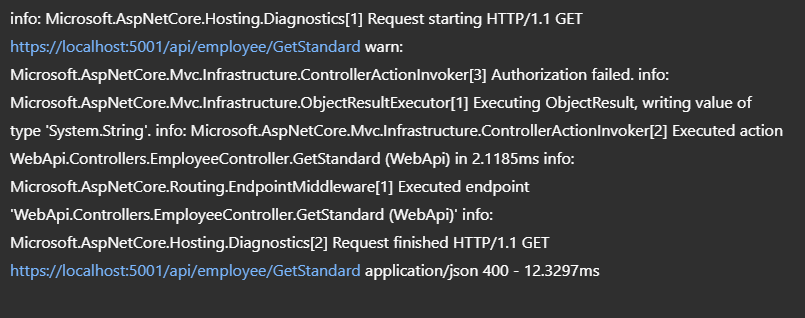 info: Microsoft.AspNetCore.Hosting.Diagnostics[1] Request starting HTTP/1.1 GET
https://localhost:5001/api/employee/GetStandard warn:
Microsoft.AspNetCore.Mvc.Infrastructure.ControllerActionInvoker[3] Authorization failed. info:
Microsoft.AspNetCore.Mvc.Infrastructure.ObjectResultExecutor[1] Executing ObjectResult, writing value of
type 'System.String'. info: Microsoft.AspNetCore.Mvc.Infrastructure.ControllerActionInvoker[2] Executed action
WebApi.Controllers.EmployeeController.GetStandard (WebApi) in 2.1185ms info:
Microsoft.AspNetCore.Routing.EndpointMiddleware[1] Executed endpoint
'WebApi.Controllers.EmployeeController.GetStandard (WebApi)' info:
Microsoft.AspNetCore.Hosting.Diagnostics[2] Request finished HTTP/1.1 GET
https://localhost:5001/api/employee/GetStandard application/json 400 - 12.3297ms